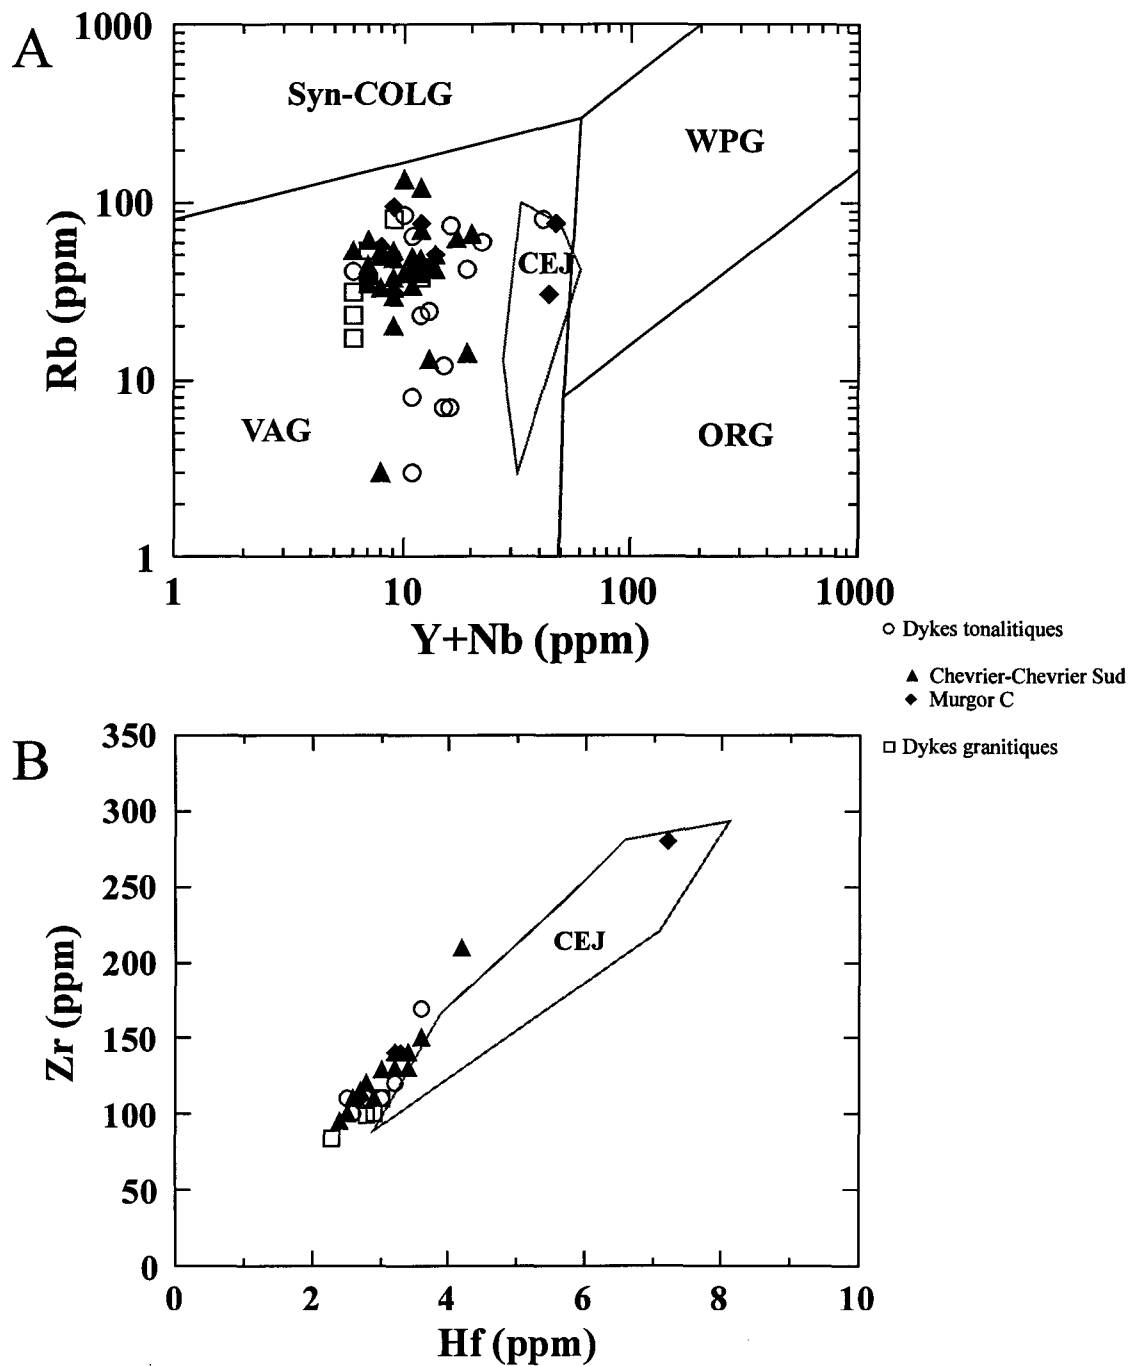 A
1000
Syn-COLG
WPG
100
CEJ
Rb (ppm)
10
VAG
ORG
1
1
10
100
1000
Y+Nb (ppm)
Dykes tonalitiques
Chevrier-Chevrier Sud
Murgor C
Dykes granitiques
B
350
300
250
CEJ
200
Zr (ppm)
150
100
50
0
0
2
4
6
8
10
Hf (ppm)